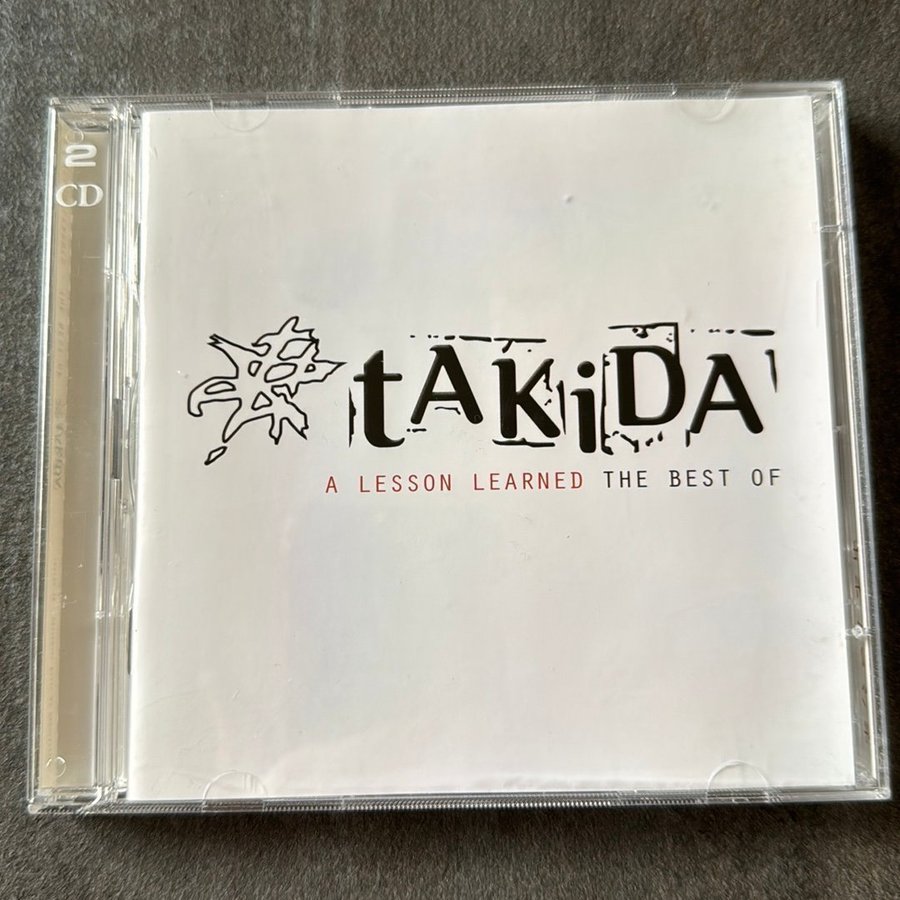 2
CD
tAKiDA
A LESSON LEARNED THE BEST OF